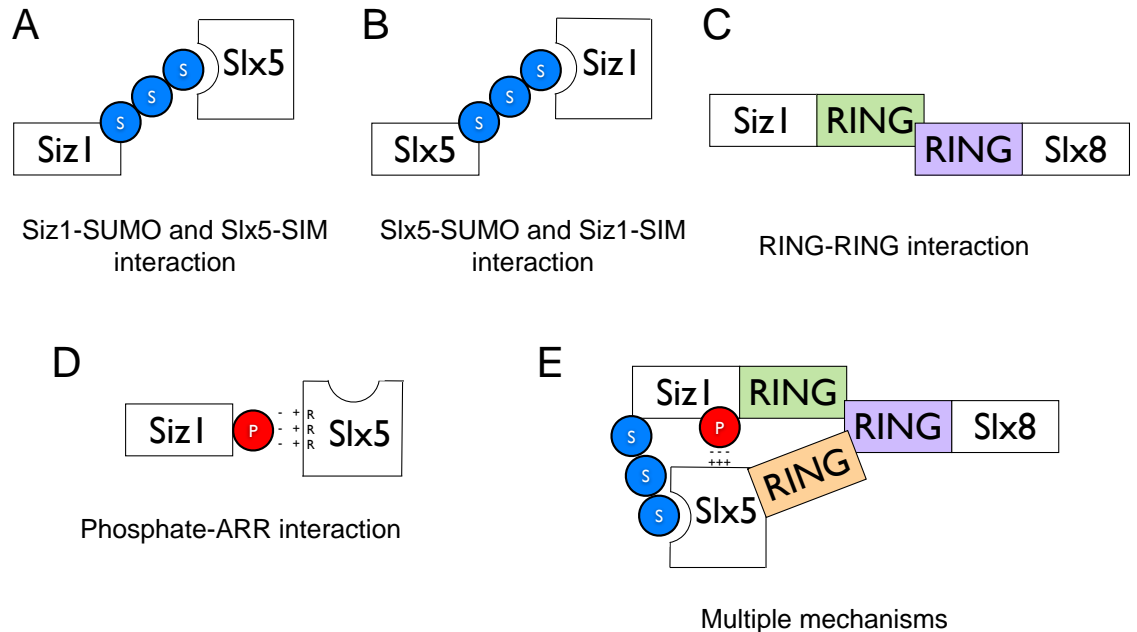 A
S
S
S
Slx5
Siz1
Siz1-SUMO and Slx5-SIM
interaction
B
S
S
S
Siz1
Slx5
Slx5-SUMO and Siz1-SIM
interaction
C
Siz1 RING
RING Slx8
RING-RING interaction
D
Siz1 P - + R Slx5
- + R
- + R
Phosphate-ARR interaction
E
Siz1 RING
S P RING Slx8
- - -
+++
S RING
S Slx5
Multiple mechanisms